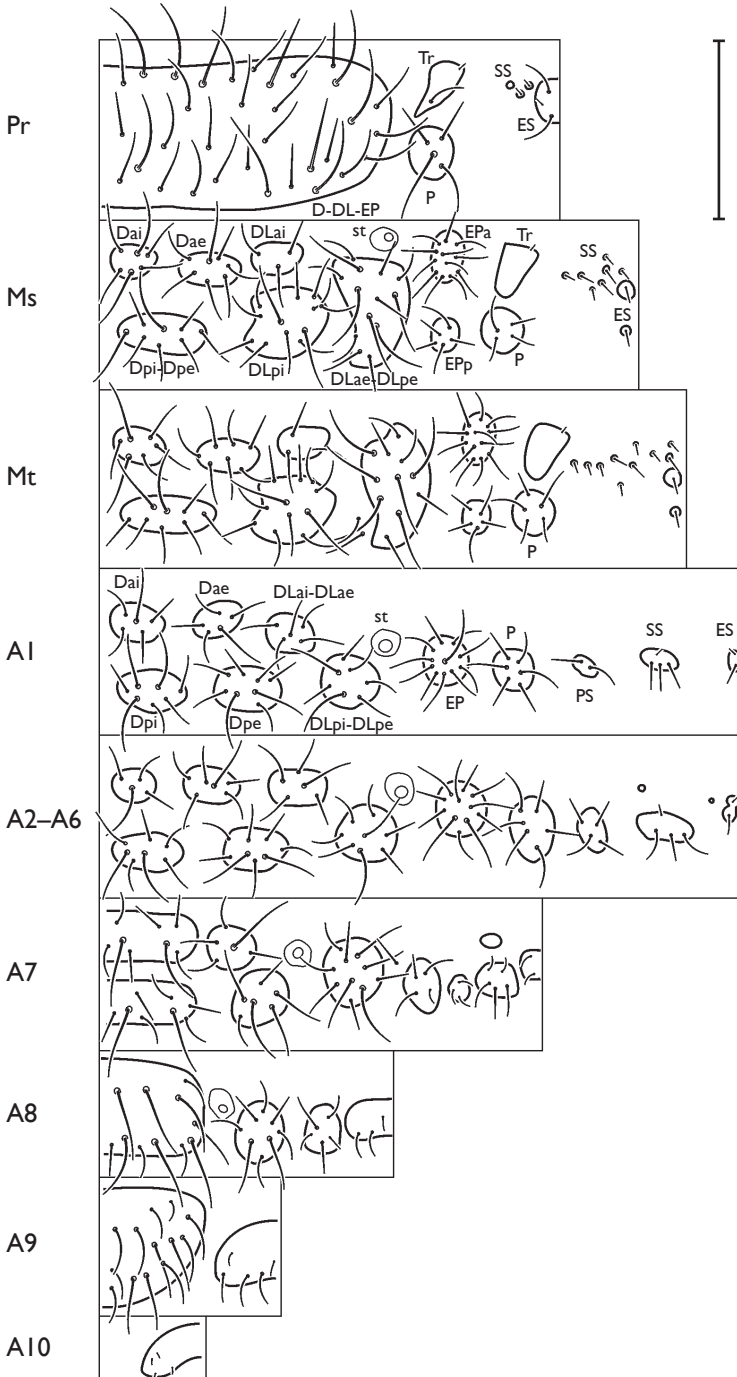 Pr
Tr
SS
ES
D-DL-EP
P
Ms
Dai
Dae
DLai
st
EPa
Tr
SS
ES
Dpi-Dpe
DLpi
DLae-DLpe
EPp
P
Mt
P
A1
Dai
Dae
DLai-DLae
st
P
SS
ES
Dpi
Dpe
DLpi-DLpe
EP
PS
A2–A6
A7
A8
A9
A10